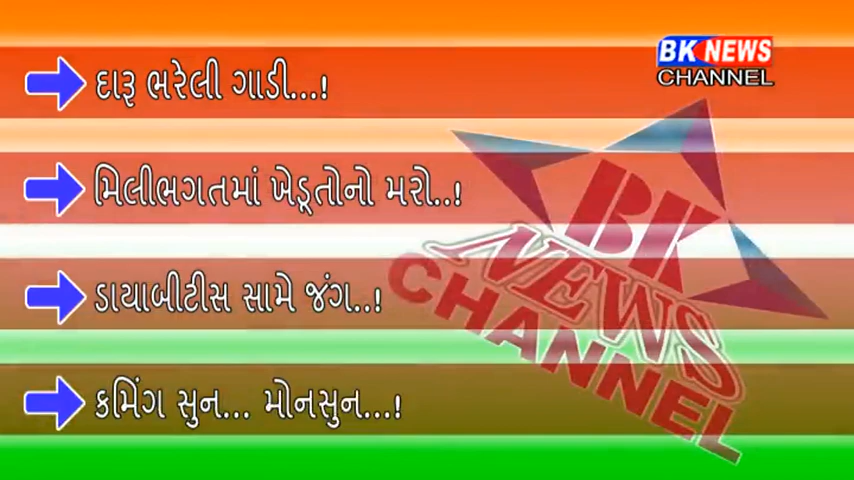 BK NEWS
CHANNEL
દારૂ ભરેલી ગાડી...!
મિલીભગતમાં ખેડૂતોનો મરો..!
ડાયાબીટીસ સામે જંગ..!
કમિંગ સુન... મોનસુન...!
BK
NEWS
CHANNEL